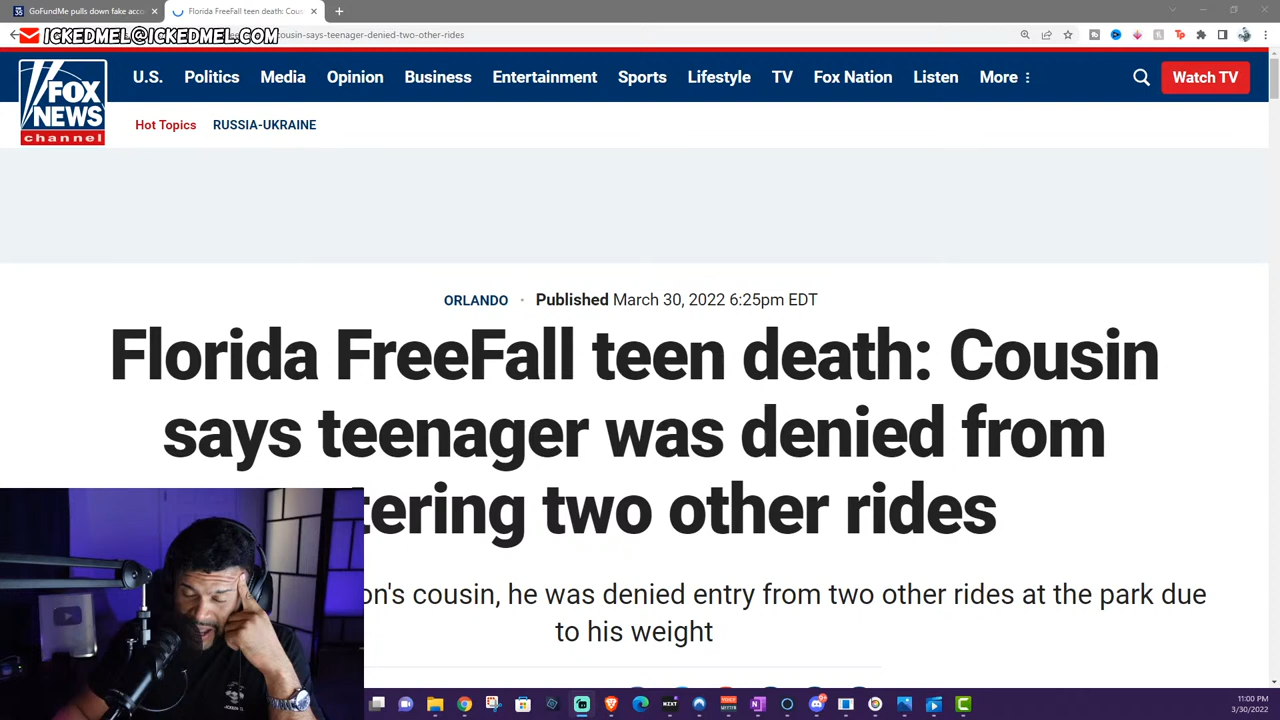 GoFundMe pulls down fake acco
Florida FreeFall teen death: Cous
ICKEDMEL@ICKEDMEL.COM
cousin-says-teenager-denied-two-other-rides
FOX
NEWS
channel
U.S. Politics Media Opinion Business Entertainment Sports Lifestyle TV Fox Nation Listen More
Watch TV
Hot Topics RUSSIA-UKRAINE
ORLANDO · Published March 30, 2022 6:25pm EDT
Florida FreeFall teen death: Cousin
says teenager was denied from
tering two other rides
on's cousin, he was denied entry from two other rides at the park due
to his weight
11:00 PM
3/30/2022